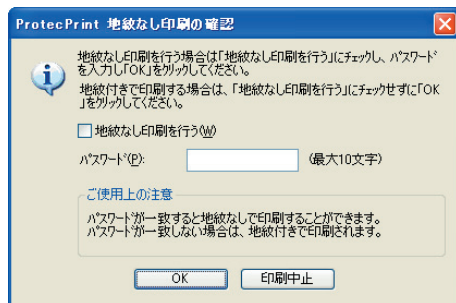 ProtecPrint 地紋なし印刷の確認
地紋なし印刷を行う場合は「地紋なし印刷を行う」にチェックし、パスワード
を入力し「OK」をクリックしてください。
地紋付きで印刷する場合は、「地紋なし印刷を行う」にチェックせずに「OK
」をクリックしてください。
地紋なし印刷を行う(W)
パスワード(P):
(最大10文字)
ご使用上の注意
パスワードが一致すると地紋なしで印刷することができます。
パスワードが一致しない場合は、地紋付きで印刷されます。
OK
印刷中止